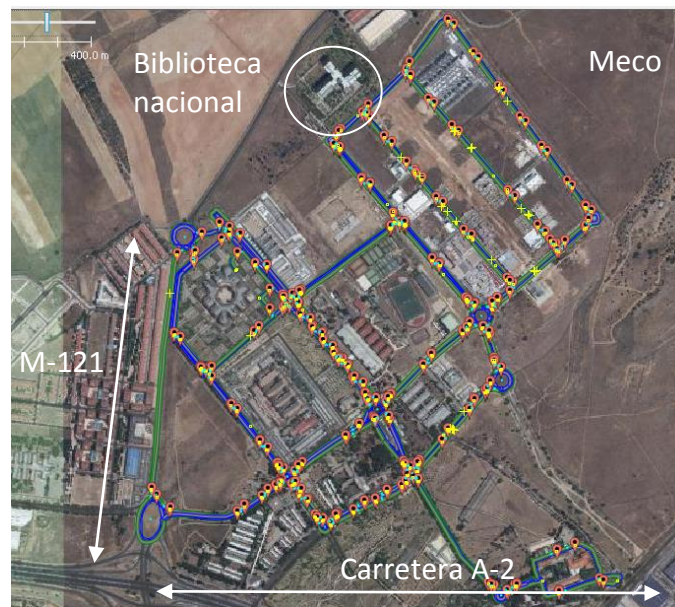 400.0 m
Biblioteca
nacional
Meco
M-121
Carretera A-2